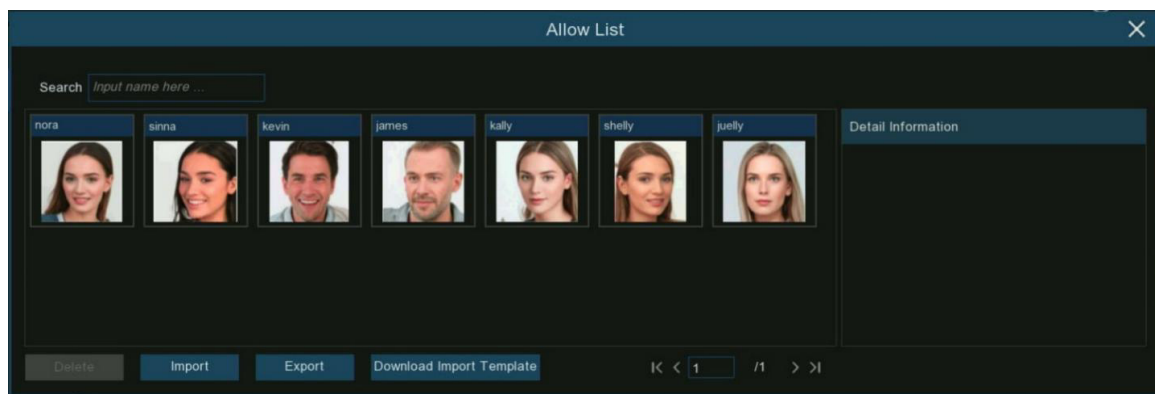 Allow List
Search Input name here ...
nora sinna kevin james kally shelly juelly Detail Information
Delete Import Export Download Import Template 1 /1